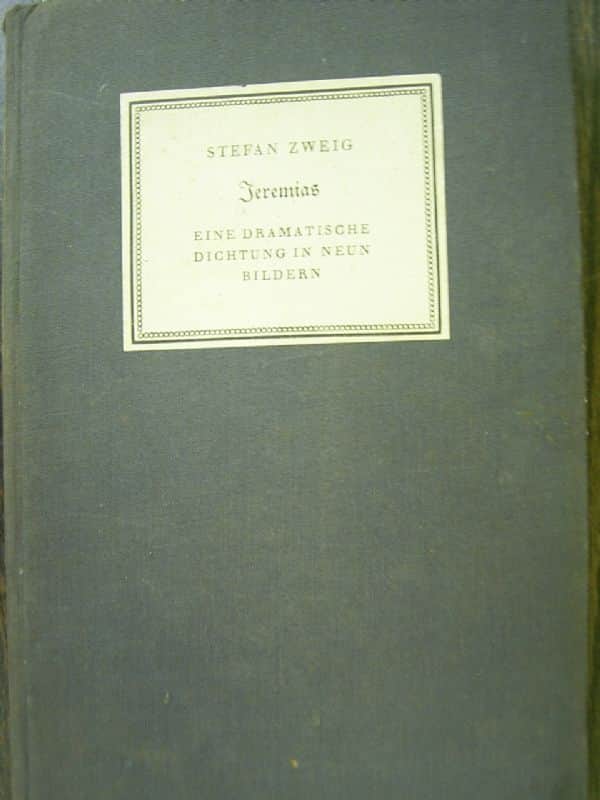 STEFAN ZWEIG
Jeremias
EINE DRAMATISCHE
DICHTUNG IN NEUN
BILDERN